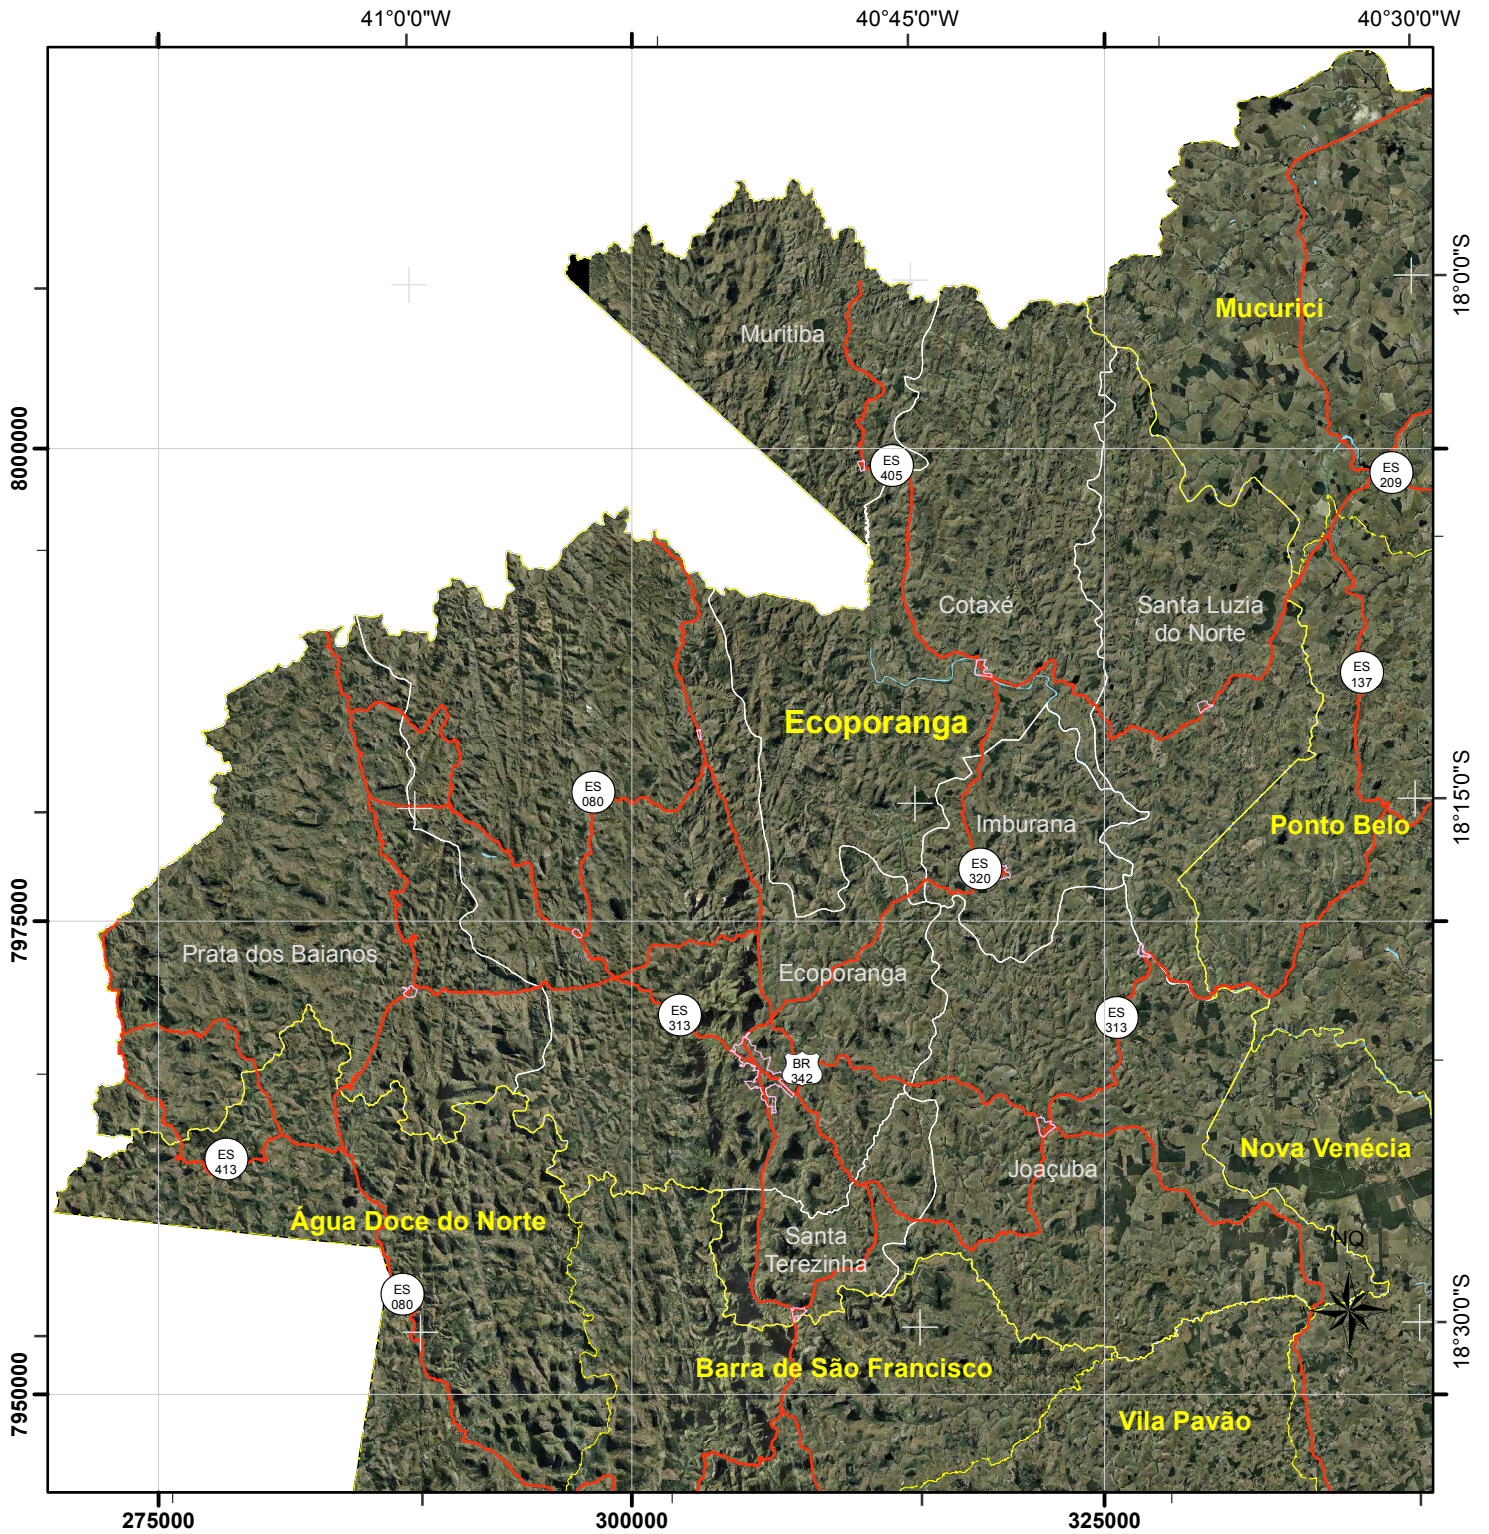 41°0'0"W
40°45'0"W
40°30'0"W
18°0'0"S
Mucurici
Muritiba
8000000
ES
405
ES
209
Cotaxé
Santa Luzia
do Norte
ES
137
Ecoporanga
ES
080
18°15'0"S
Imburana
Ponto Belo
ES
320
7975000
Prata dos Baianos
Ecoporanga
ES
313
ES
313
BR
342
Nova Venécia
ES
413
Joaçuba
Água Doce do Norte
Santa
Terezinha
NQ
ES
080
18°30'0"S
Barra de São Francisco
7950000
Vila Pavão
275000
300000
325000